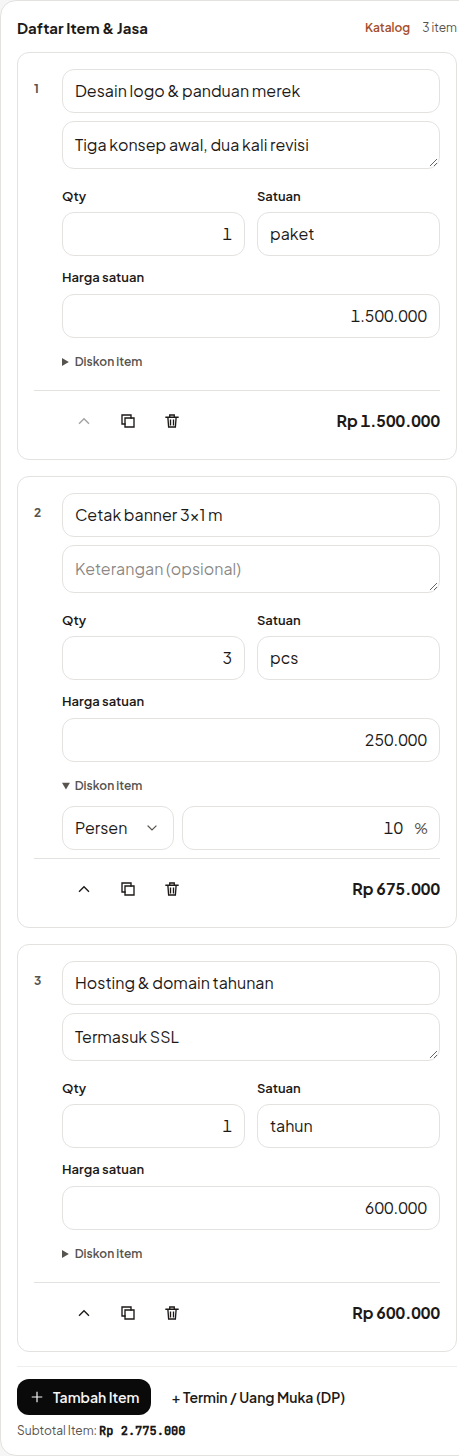 Daftar Item & Jasa
Katalog 3 item
1
Desain logo & panduan merek
Tiga konsep awal, dua kali revisi
Qty Satuan
1 paket
Harga satuan
1.500.000
Diskon item
Rp 1.500.000
2
Cetak banner 3×1 m
Keterangan (opsional)
Qty Satuan
3 pcs
Harga satuan
250.000
Diskon item
Persen 10 %
Rp 675.000
3
Hosting & domain tahunan
Termasuk SSL
Qty Satuan
1 tahun
Harga satuan
600.000
Diskon item
Rp 600.000
+ Tambah Item + Termin / Uang Muka (DP)
Subtotal Item: Rp 2.775.000